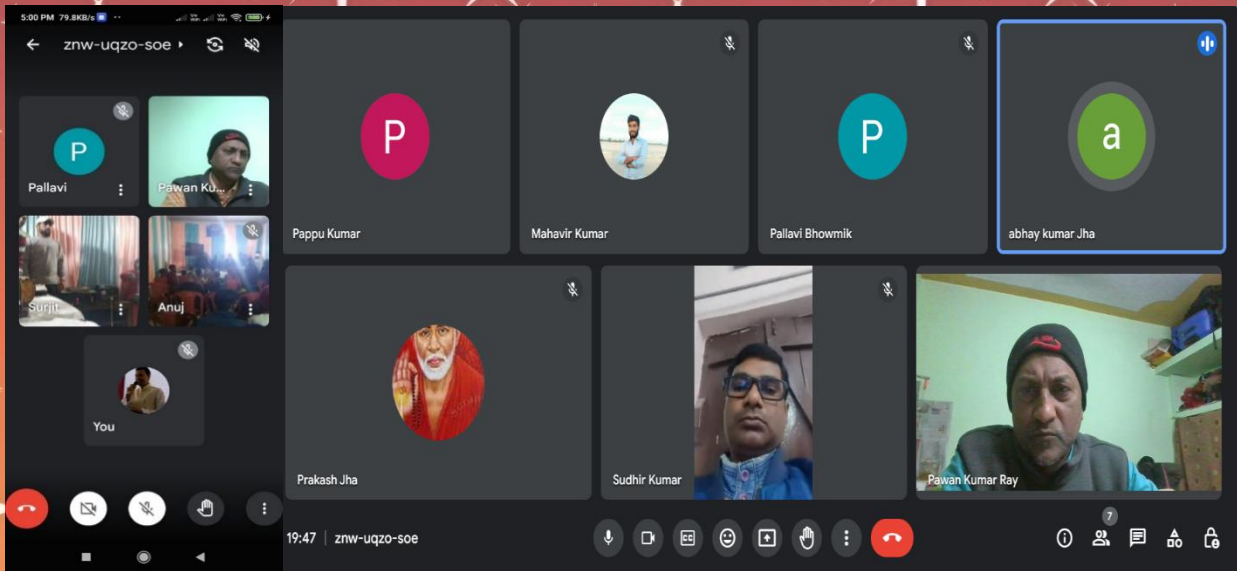 5:00 PM 79.8KB/s
znw-uqzo-soe
P
Pallavi
Pawan Ku...
Surjit
Anuj
You
P
Pappu Kumar
Mahavir Kumar
P
Pallavi Bhowmik
a
abhay kumar Jha
Prakash Jha
Sudhir Kumar
Pawan Kumar Ray
19:47 | znw-uqzo-soe
CC
7